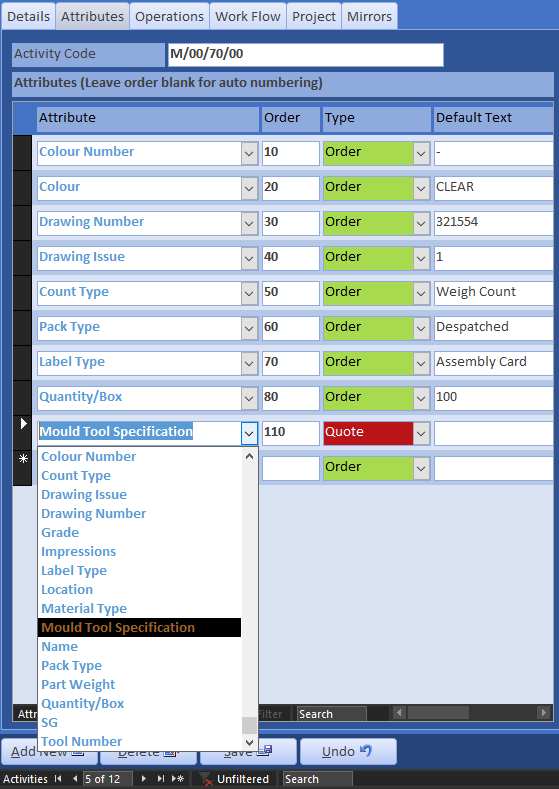 Details Attributes Operations Work Flow Project Mirrors
Activity Code M/00/70/00
Attributes (Leave order blank for auto numbering)
Attribute Order Type Default Text
Colour Number 10 Order -
Colour 20 Order CLEAR
Drawing Number 30 Order 321554
Drawing Issue 40 Order 1
Count Type 50 Order Weigh Count
Pack Type 60 Order Despatched
Label Type 70 Order Assembly Card
Quantity/Box 80 Order 100
Mould Tool Specification 110 Quote
Order
Colour Number
Count Type
Drawing Issue
Drawing Number
Grade
Impressions
Label Type
Location
Material Type
Mould Tool Specification
Name
Pack Type
Part Weight
Quantity/Box
SG
Tool Number
Attr Filter Search
Add New Delete Save Undo
Activities 5 of 12 Unfiltered Search